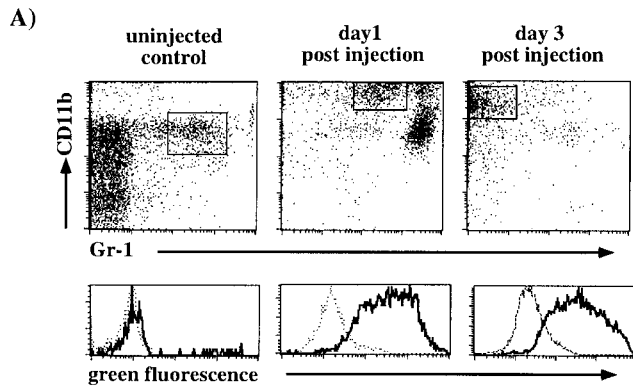 A)
uninjected
control
day1
post injection
day 3
post injection
CD11b
Gr-1
green fluorescence